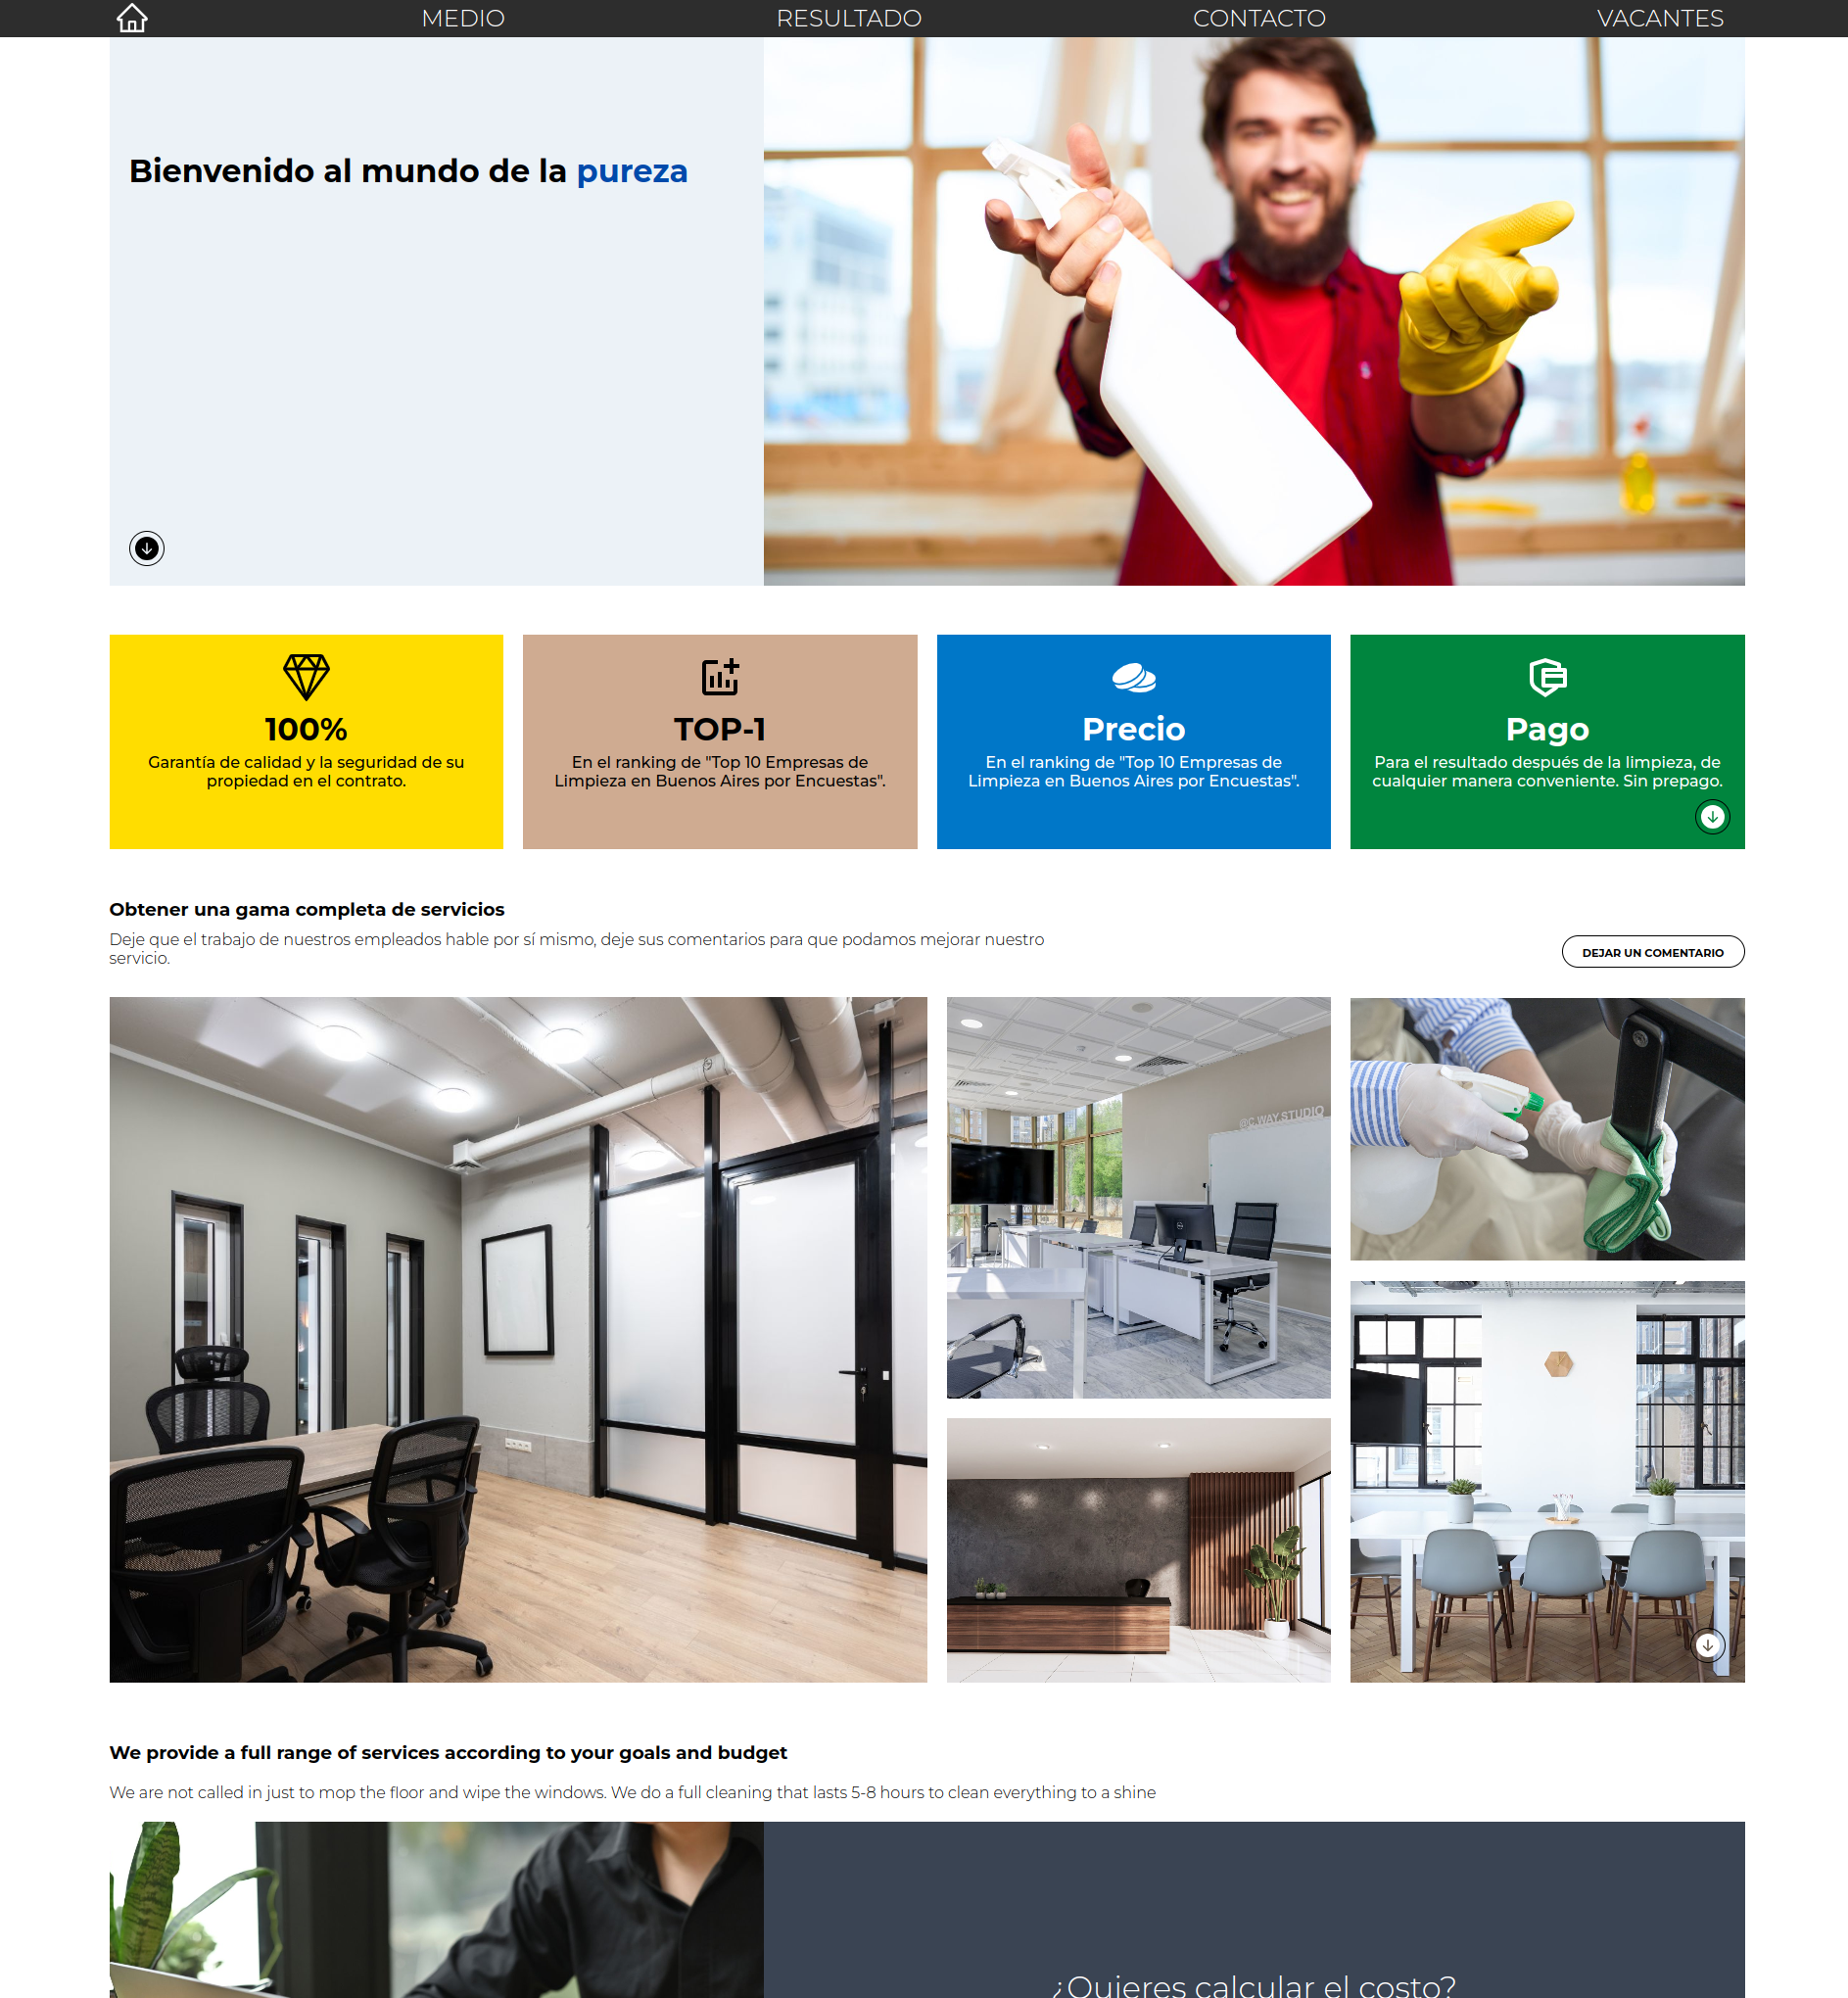 MEDIO
RESULTADO
CONTACTO
VACANTES
Bienvenido al mundo de la pureza
100%
Garantía de calidad y la seguridad de su
propiedad en el contrato.
TOP-1
En el ranking de "Top 10 Empresas de
Limpieza en Buenos Aires por Encuestas".
Precio
En el ranking de "Top 10 Empresas de
Limpieza en Buenos Aires por Encuestas".
Pago
Para el resultado después de la limpieza, de
cualquier manera conveniente. Sin prepago.
Obtener una gama completa de servicios
Deje que el trabajo de nuestros empleados hable por sí mismo, deje sus comentarios para que podamos mejorar nuestro
servicio.
DEJAR UN COMENTARIO
@C.WAY.STUDIO
We provide a full range of services according to your goals and budget
We are not called in just to mop the floor and wipe the windows. We do a full cleaning that lasts 5-8 hours to clean everything to a shine
¿Quieres calcular el costo?